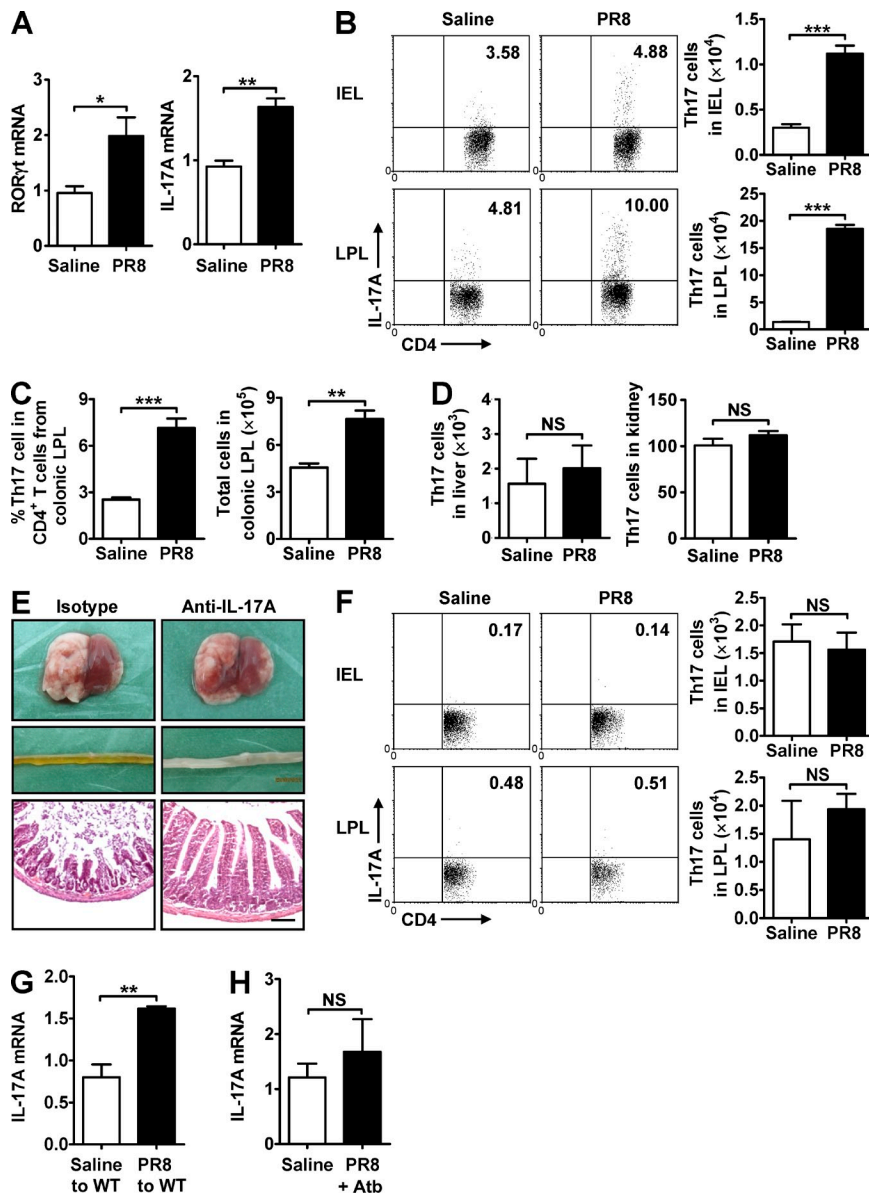 A
RORγt mRNA
3
2
1
0
*
Saline PR8
IL-17A mRNA
2
1
0
**
Saline PR8
B
Saline PR8
IEL
3.58
4.88
0
0
LPL
4.81
10.00
0
0
IL-17A
CD4
Th17 cells
in IEL (×10⁴)
1.5
1.0
0.5
0
***
Saline PR8
Th17 cells
in LPL (×10⁴)
25
20
15
10
5
0
***
Saline PR8
C
% Th17 cell in
CD4⁺ T cells from
colonic LPL
9
6
3
0
***
Saline PR8
Total cells in
colonic LPL (×10⁵)
9
6
3
0
**
Saline PR8
D
Th17 cells
in liver (×10³)
4
3
2
1
0
NS
Saline PR8
Th17 cells in kidney
150
100
50
0
NS
Saline PR8
E
Isotype Anti-IL-17A
F
Saline PR8
IEL
0.17
0.14
0
0
LPL
0.48
0.51
0
0
IL-17A
CD4
Th17 cells
in IEL (×10³)
2.5
2.0
1.5
1.0
0.5
0
NS
Saline PR8
Th17 cells
in LPL (×10⁴)
2.5
2.0
1.5
1.0
0.5
0
NS
Saline PR8
G
IL-17A mRNA
2.0
1.5
1.0
0.5
0.0
**
Saline PR8
to WT to WT
H
IL-17A mRNA
3
2
1
0
NS
Saline PR8
+ Atb